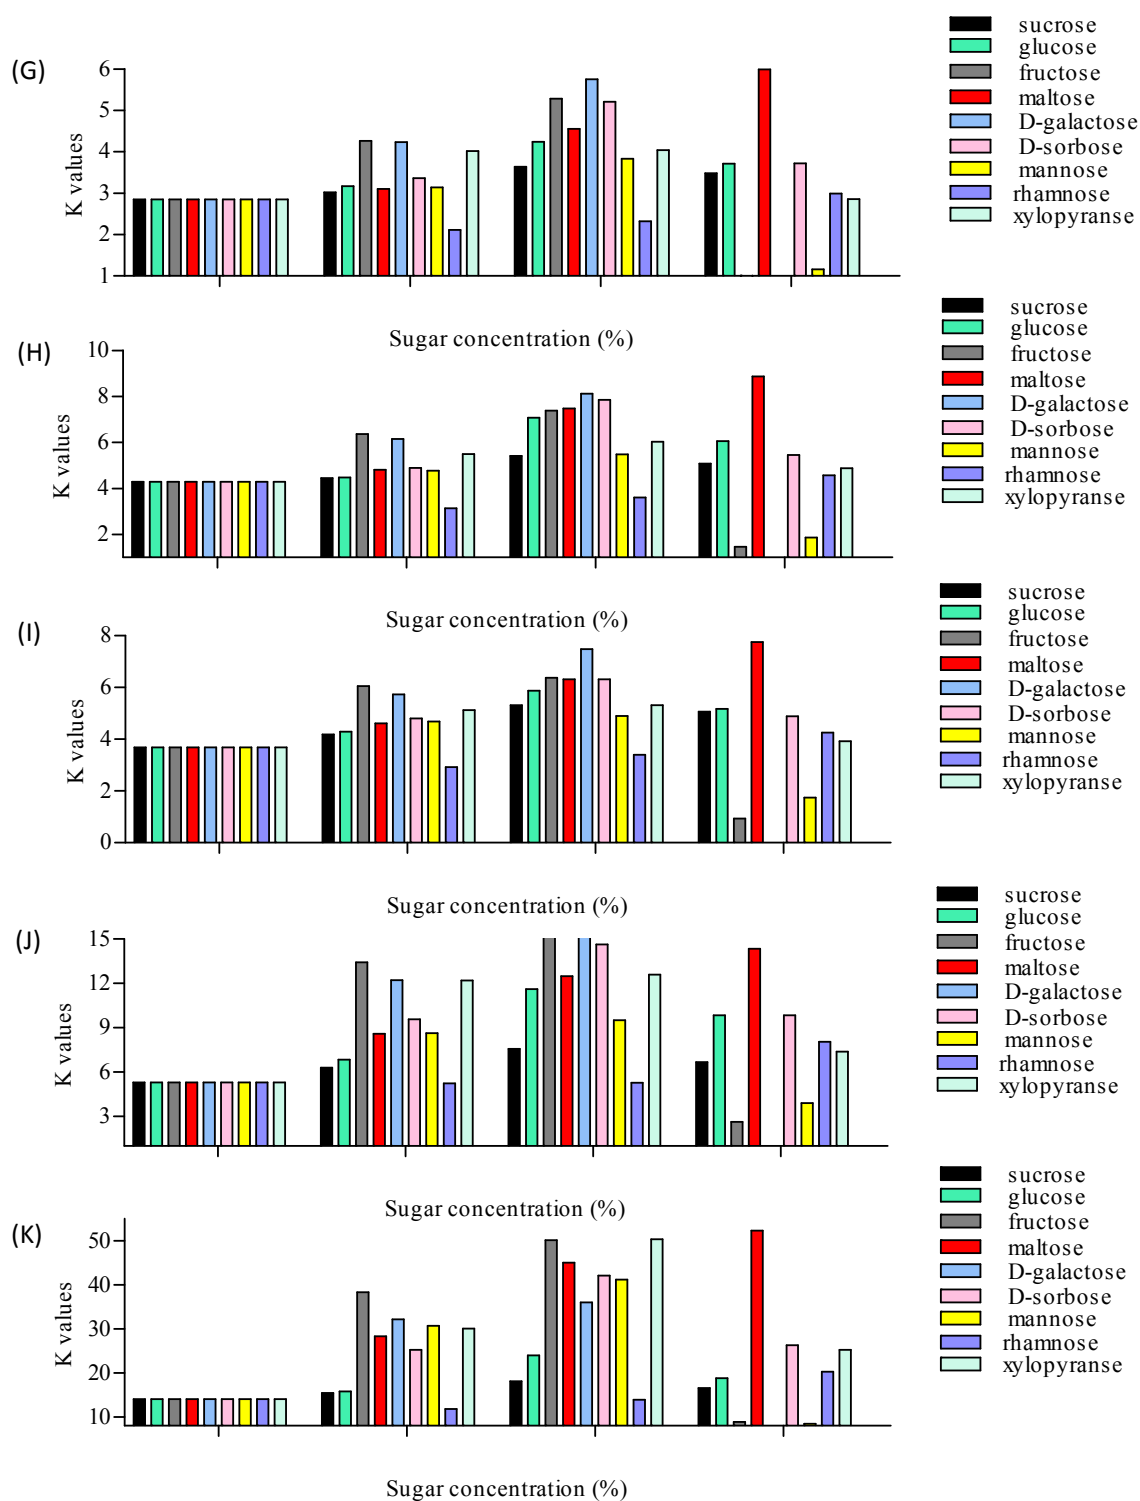 (G)
K values
6
5
4
3
2
1
Sugar concentration (%)
sucrose
glucose
fructose
maltose
D-galactose
D-sorbose
mannose
rhamnose
xylopyranse
(H)
K values
10
8
6
4
2
Sugar concentration (%)
sucrose
glucose
fructose
maltose
D-galactose
D-sorbose
mannose
rhamnose
xylopyranse
(I)
K values
8
6
4
2
0
Sugar concentration (%)
sucrose
glucose
fructose
maltose
D-galactose
D-sorbose
mannose
rhamnose
xylopyranse
(J)
K values
15
12
9
6
3
Sugar concentration (%)
sucrose
glucose
fructose
maltose
D-galactose
D-sorbose
mannose
rhamnose
xylopyranse
(K)
K values
50
40
30
20
10
Sugar concentration (%)
sucrose
glucose
fructose
maltose
D-galactose
D-sorbose
mannose
rhamnose
xylopyranse